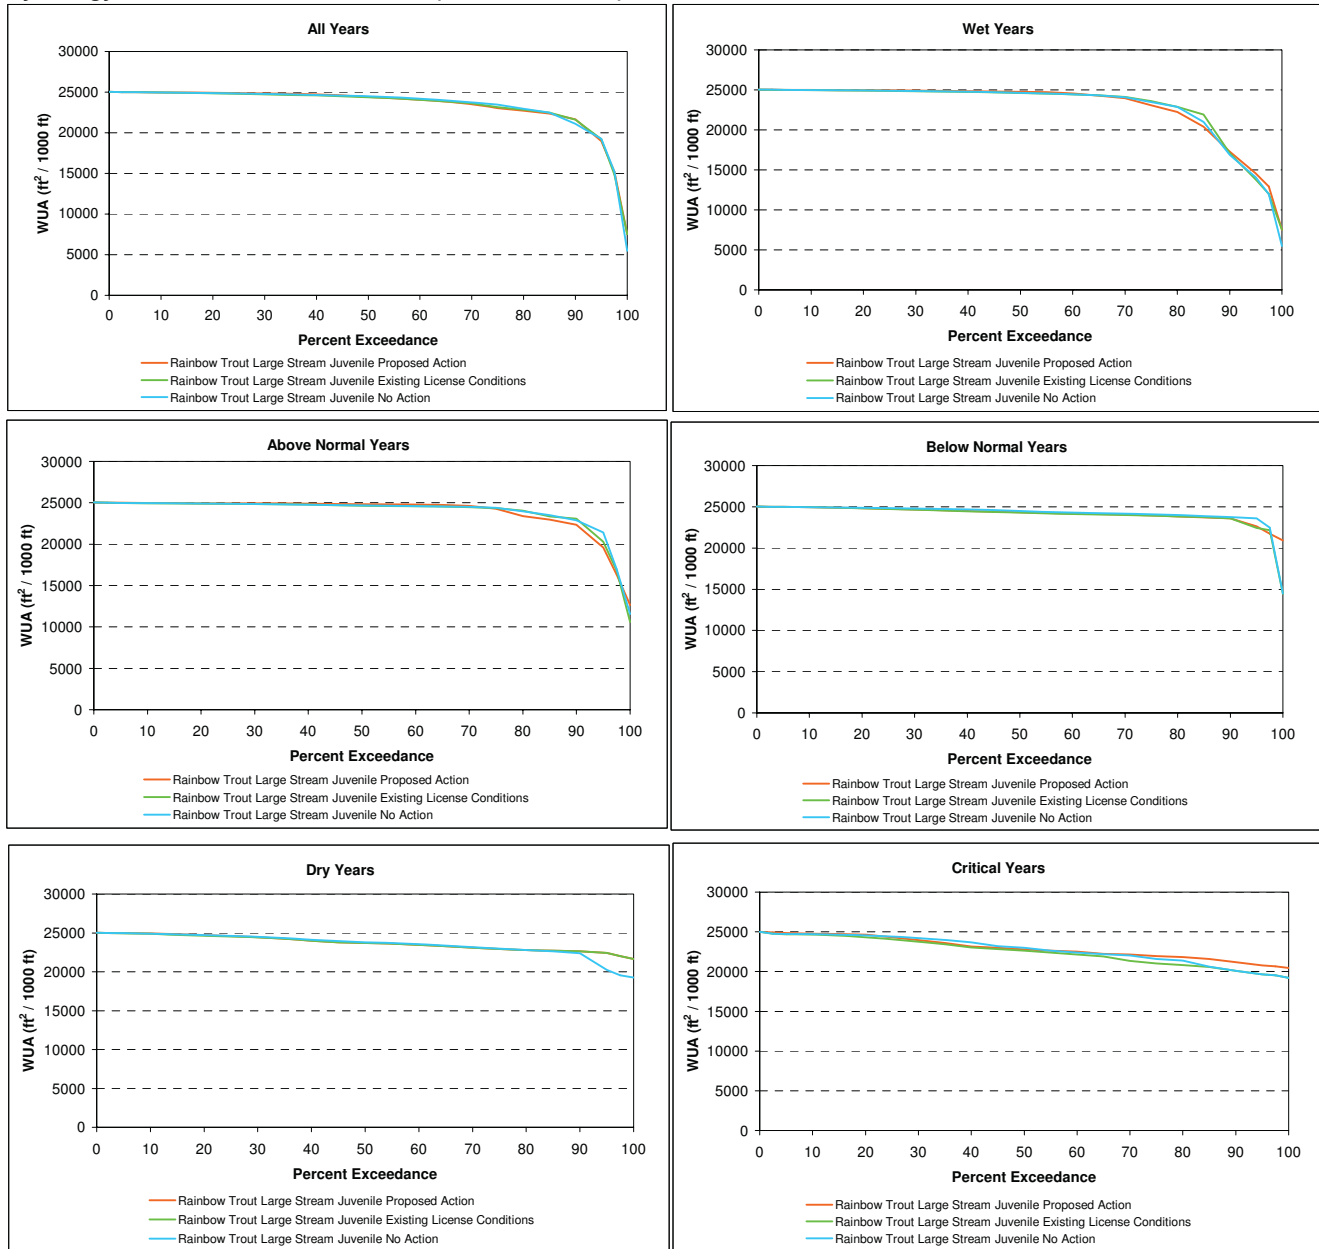 All Years
30000
25000
20000
15000
10000
5000
0
WUA (ft² / 1000 ft)
0 10 20 30 40 50 60 70 80 90 100
Percent Exceedance
Rainbow Trout Large Stream Juvenile Proposed Action
Rainbow Trout Large Stream Juvenile Existing License Conditions
Rainbow Trout Large Stream Juvenile No Action
Wet Years
30000
25000
20000
15000
10000
5000
0
WUA (ft² / 1000 ft)
0 10 20 30 40 50 60 70 80 90 100
Percent Exceedance
Rainbow Trout Large Stream Juvenile Proposed Action
Rainbow Trout Large Stream Juvenile Existing License Conditions
Rainbow Trout Large Stream Juvenile No Action
Above Normal Years
30000
25000
20000
15000
10000
5000
0
WUA (ft² / 1000 ft)
0 10 20 30 40 50 60 70 80 90 100
Percent Exceedance
Rainbow Trout Large Stream Juvenile Proposed Action
Rainbow Trout Large Stream Juvenile Existing License Conditions
Rainbow Trout Large Stream Juvenile No Action
Below Normal Years
30000
25000
20000
15000
10000
5000
0
WUA (ft² / 1000 ft)
0 10 20 30 40 50 60 70 80 90 100
Percent Exceedance
Rainbow Trout Large Stream Juvenile Proposed Action
Rainbow Trout Large Stream Juvenile Existing License Conditions
Rainbow Trout Large Stream Juvenile No Action
Dry Years
30000
25000
20000
15000
10000
5000
0
WUA (ft² / 1000 ft)
0 10 20 30 40 50 60 70 80 90 100
Percent Exceedance
Rainbow Trout Large Stream Juvenile Proposed Action
Rainbow Trout Large Stream Juvenile Existing License Conditions
Rainbow Trout Large Stream Juvenile No Action
Critical Years
30000
25000
20000
15000
10000
5000
0
WUA (ft² / 1000 ft)
0 10 20 30 40 50 60 70 80 90 100
Percent Exceedance
Rainbow Trout Large Stream Juvenile Proposed Action
Rainbow Trout Large Stream Juvenile Existing License Conditions
Rainbow Trout Large Stream Juvenile No Action